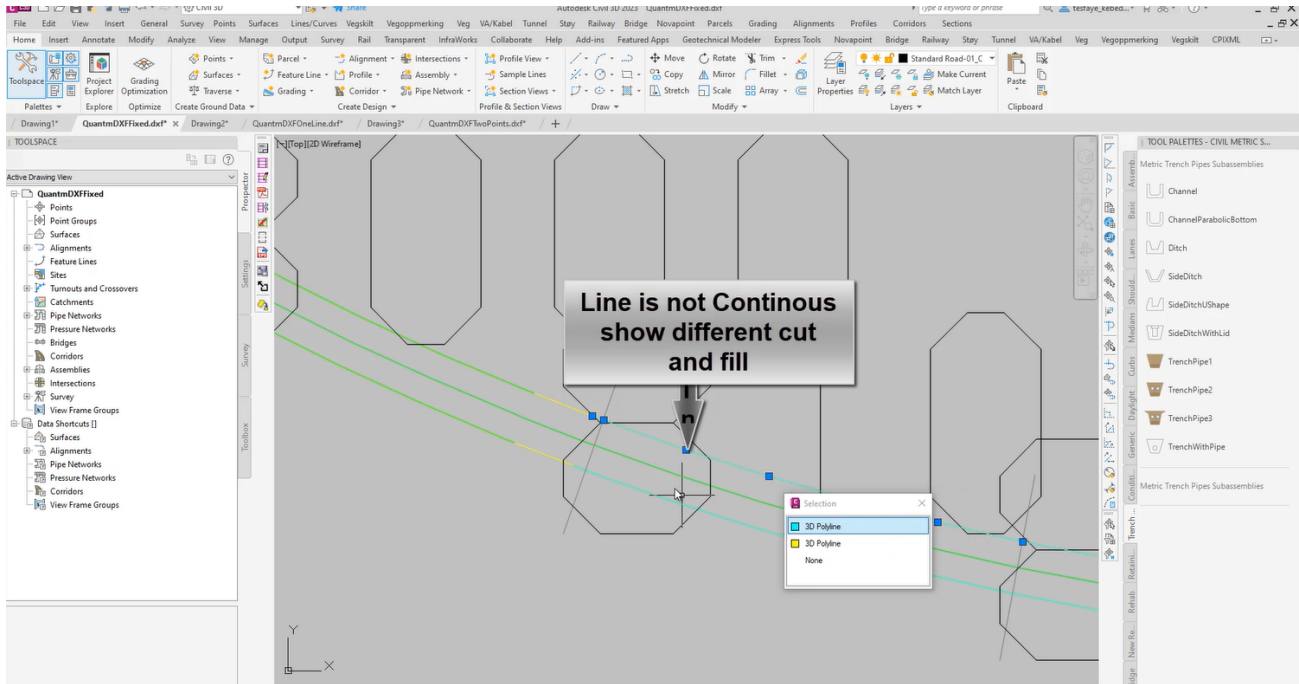 CIVIL 3D
Share
Autodesk Civil 3D 2023 QuantmDXFFixed.dxf
Type a keyword or phrase
testfaye_kebed...
File Edit View Insert General Survey Points Surfaces Lines/Curves Vegskilt Vegoppmerking Veg VA/Kabel Tunnel Støy Railway Bridge Novapoint Parcels Grading Alignments Profiles Corridors Sections
Home Insert Annotate Modify Analyze View Manage Output Survey Rail Transparent InfraWorks Collaborate Help Add-ins Featured Apps Geotechnical Modeler Express Tools Novapoint Bridge Railway Støy Tunnel VA/Kabel Veg Vegoppmerking Vegskilt CPIXML
Points Parcel Alignment Intersections Profile View Move Rotate Trim Standard Road-01_C
Surfaces Feature Line Profile Assembly Sample Lines Copy Mirror Fillet Make Current
Traverse Grading Corridor Pipe Network Section Views Stretch Scale Array Match Layer
Toolspace Project Explorer Grading Optimization Layer Properties Paste
Palettes Explore Optimize Create Ground Data Create Design Profile & Section Views Draw Modify Layers Clipboard
Drawing1* QuantmDXFFixed.dxf* Drawing2* QuantmDXFOneLine.dxf* Drawing3* QuantmDXFTwoPoints.dxf*
TOOLSPACE
Active Drawing View
QuantmDXFFixed
Points
Point Groups
Surfaces
Alignments
Feature Lines
Sites
Turnouts and Crossovers
Catchments
Pipe Networks
Pressure Networks
Bridges
Corridors
Assemblies
Intersections
Survey
View Frame Groups
Data Shortcuts []
Surfaces
Alignments
Pipe Networks
Pressure Networks
Corridors
View Frame Groups
Prospector
Settings
Survey
Toolbox
[-][Top][2D Wireframe]
Line is not Continous
show different cut
and fill
I
n
Selection
3D Polyline
3D Polyline
None
Y
X
TOOL PALETTES - CIVIL METRIC S...
Metric Trench Pipes Subassemblies
Channel
ChannelParabolicBottom
Ditch
SideDitch
SideDitchUShape
SideDitchWithLid
TrenchPipe1
TrenchPipe2
TrenchPipe3
TrenchWithPipe
Metric Trench Pipes Subassemblies
Assemb...
Basic
Lanes
Should...
Medians
Curbs
Daylight
Generic
Conditi...
Trench ...
Retaini...
Rehab
New Re...